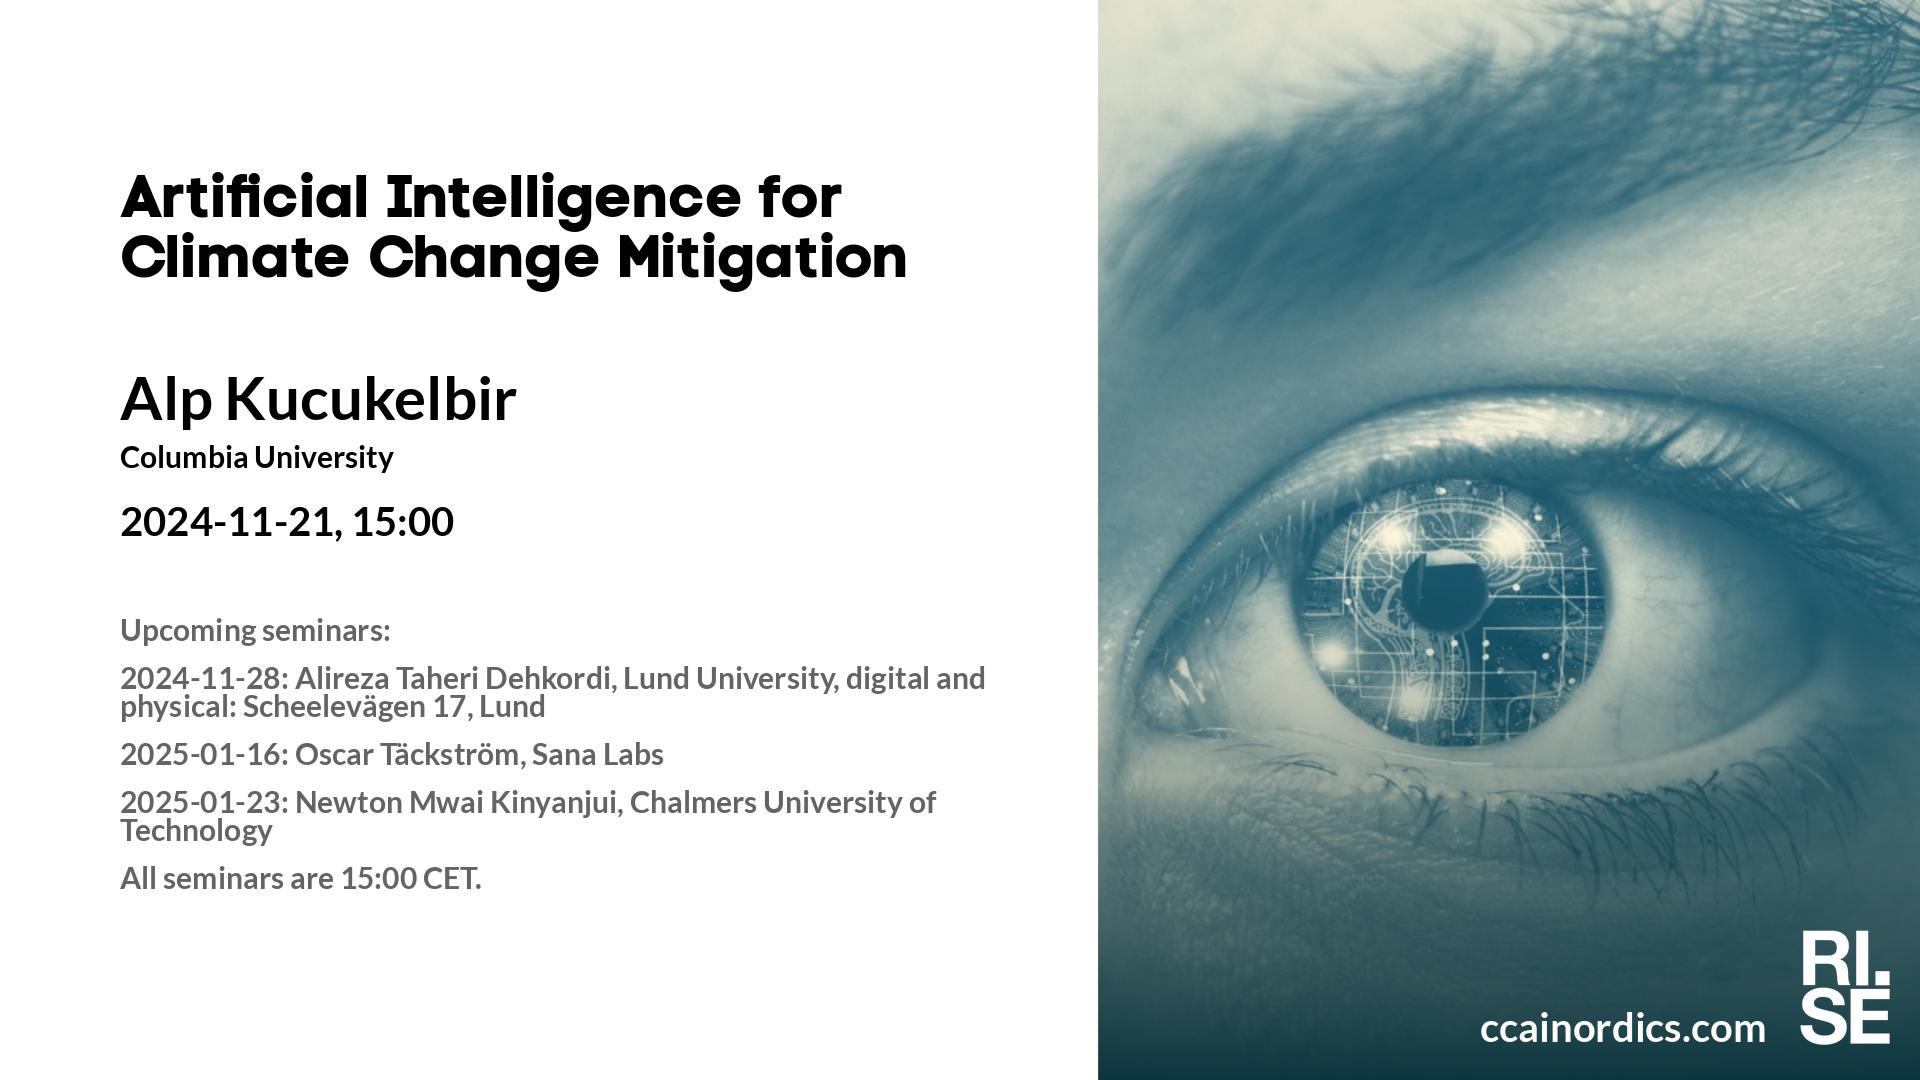 Artificial Intelligence for
Climate Change Mitigation
Alp Kucukelbir
Columbia University
2024-11-21, 15:00
Upcoming seminars:
2024-11-28: Alireza Taheri Dehkordi, Lund University, digital and
physical: Scheelevägen 17, Lund
2025-01-16: Oscar Täckström, Sana Labs
2025-01-23: Newton Mwai Kinyanjui, Chalmers University of
Technology
All seminars are 15:00 CET.
ccainordics.com
RI.
SE